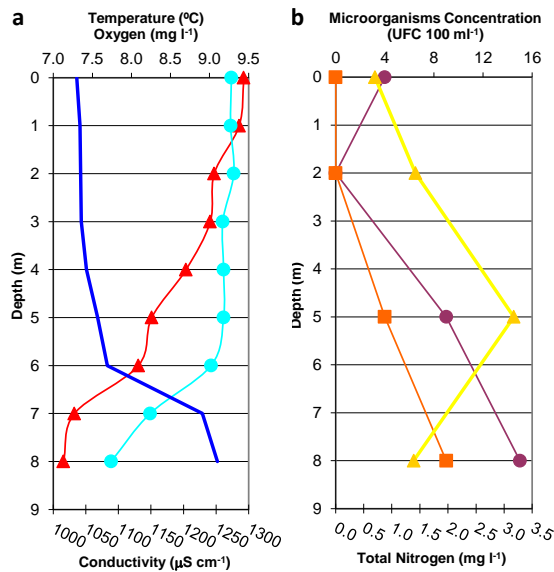 a
Temperature (ºC)
Oxygen (mg l-1)
7.0 7.5 8.0 8.5 9.0 9.5
0
1
2
3
4
5
6
7
8
9
Depth (m)
1000 1050 1100 1150 1200 1250 1300
Conductivity (µS cm-1)
b
Microorganisms Concentration
(UFC 100 ml-1)
0 4 8 12 16
0
1
2
3
4
5
6
7
8
9
Depth (m)
0.0 0.5 1.0 1.5 2.0 2.5 3.0 3.5
Total Nitrogen (mg l-1)